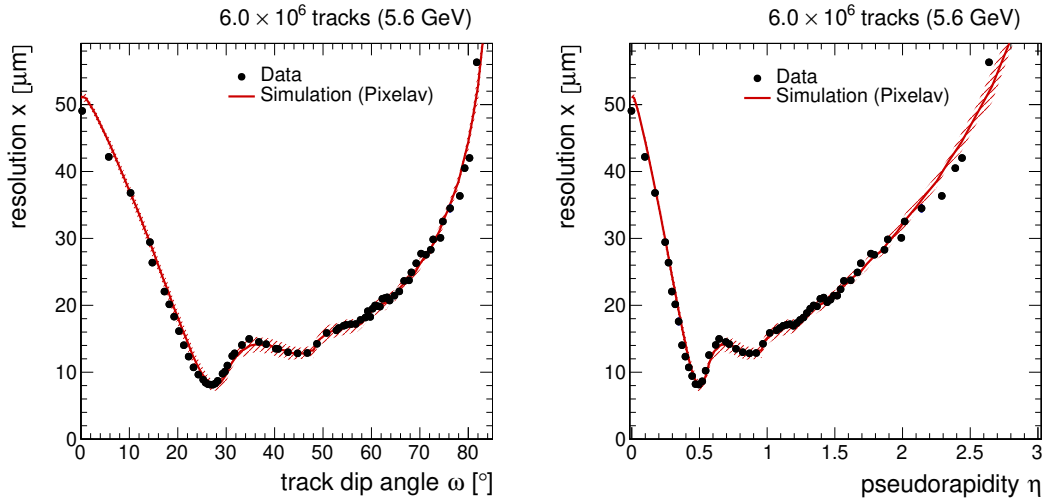 6.0 × 10⁶ tracks (5.6 GeV)
resolution x [μm]
Data
Simulation (Pixelav)
50
40
30
20
10
0
0 10 20 30 40 50 60 70 80
track dip angle ω [°]
6.0 × 10⁶ tracks (5.6 GeV)
resolution x [μm]
Data
Simulation (Pixelav)
50
40
30
20
10
0
0 0.5 1 1.5 2 2.5 3
pseudorapidity η